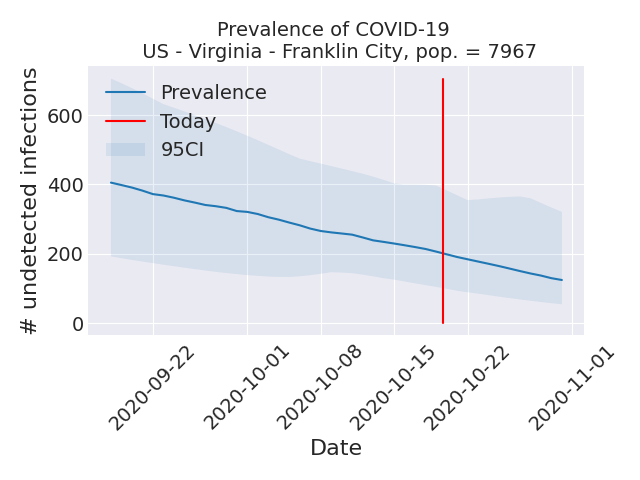 Prevalence of COVID-19
US - Virginia - Franklin City, pop. = 7967
# undetected infections
600
400
200
0
Prevalence
Today
95CI
2020-09-22
2020-10-01
2020-10-08
2020-10-15
2020-10-22
2020-11-01
Date